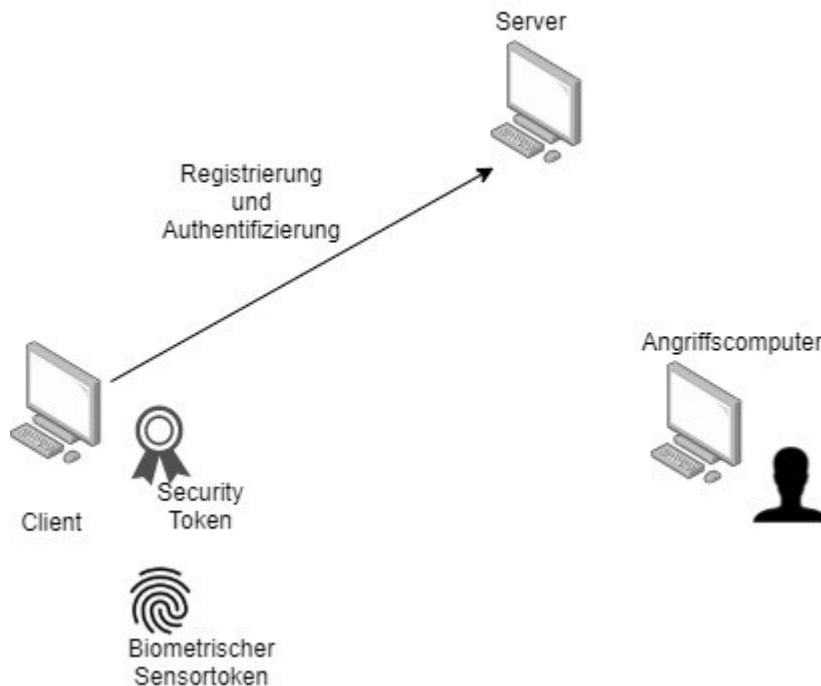 Server
Registrierung
und
Authentifizierung
Angriffscomputer
Security
Token
Client
Biometrischer
Sensortoken